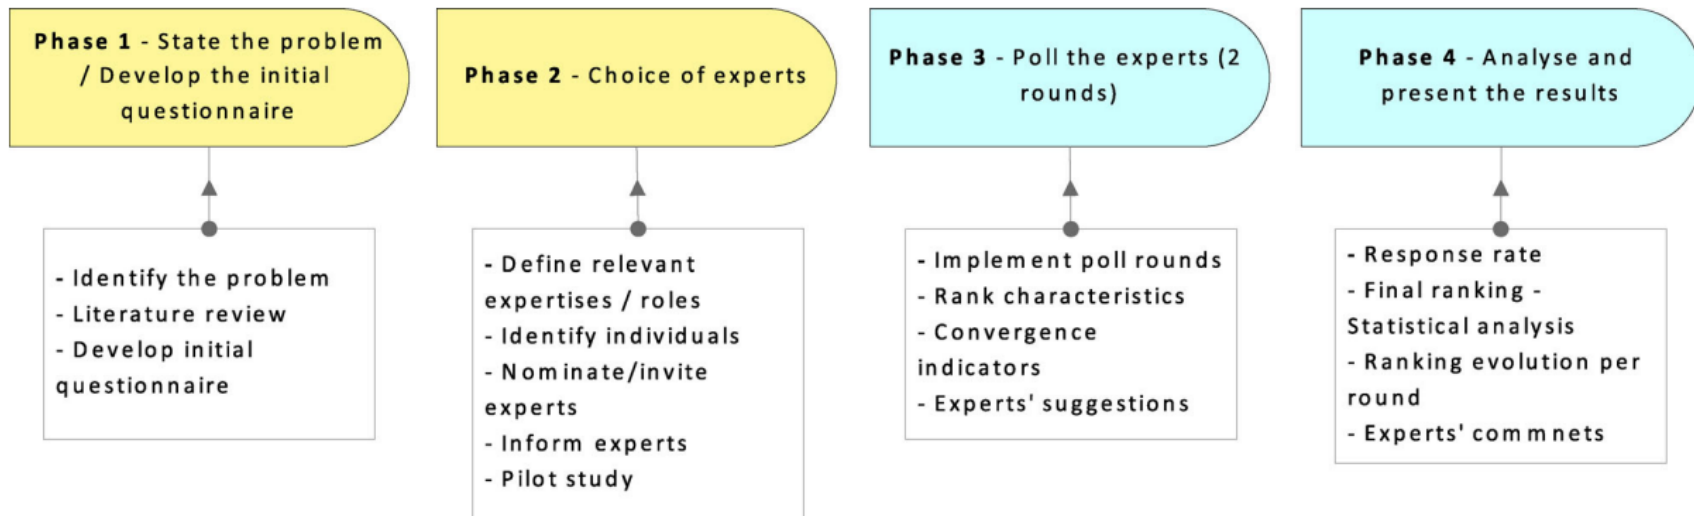 Phase 1 - State the problem
/ Develop the initial
questionnaire
- Identify the problem
- Literature review
- Develop initial
questionnaire
Phase 2 - Choice of experts
- Define relevant
expertises / roles
- Identify individuals
- Nominate/invite
experts
- Inform experts
- Pilot study
Phase 3 - Poll the experts (2
rounds)
- Implement poll rounds
- Rank characteristics
- Convergence
indicators
- Experts' suggestions
Phase 4 - Analyse and
present the results
- Response rate
- Final ranking -
Statistical analysis
- Ranking evolution per
round
- Experts' commnets